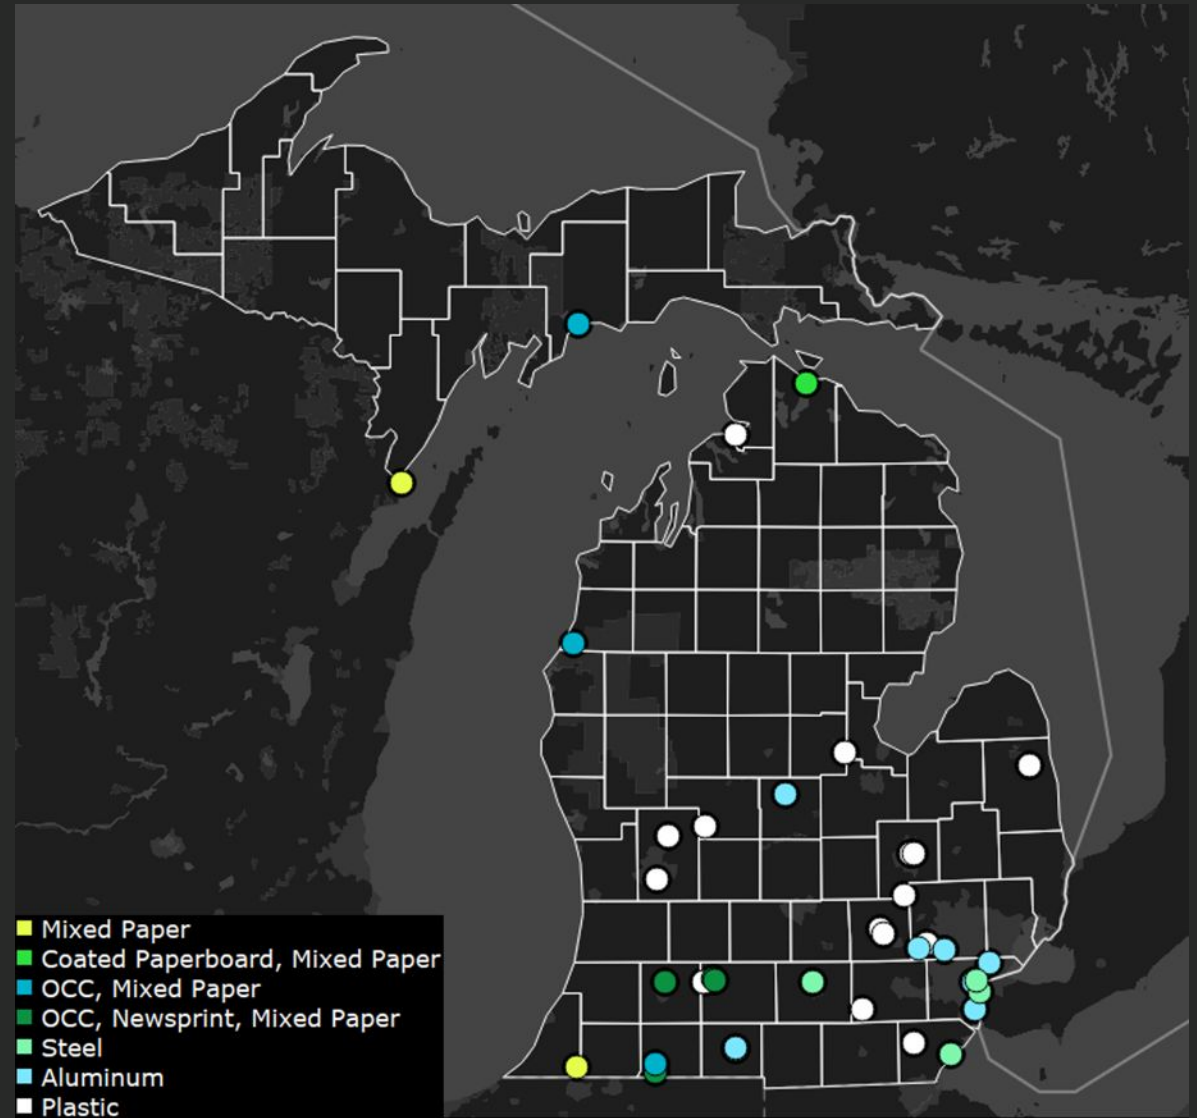 Mixed Paper
Coated Paperboard, Mixed Paper
OCC, Mixed Paper
OCC, Newsprint, Mixed Paper
Steel
Aluminum
Plastic